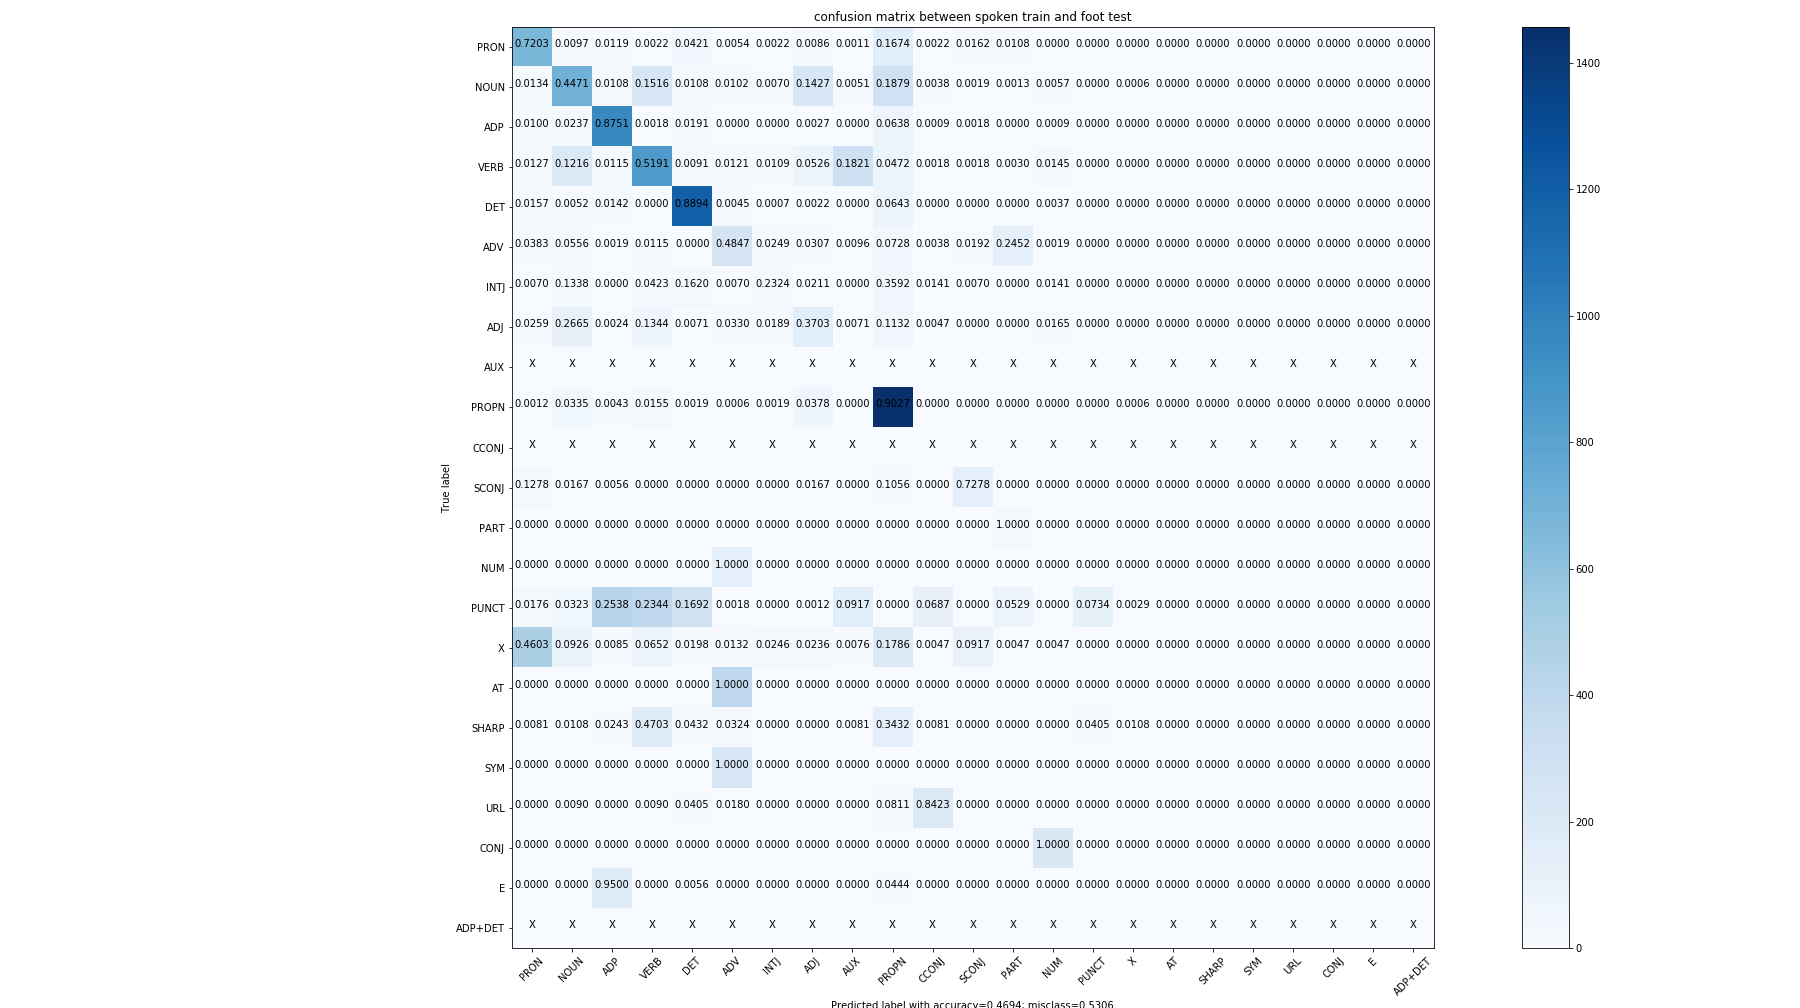 confusion matrix between spoken train and foot test
PRON 0.7203 0.0097 0.0119 0.0022 0.0421 0.0054 0.0022 0.0086 0.0011 0.1674 0.0022 0.0162 0.0108 0.0000 0.0000 0.0000 0.0000 0.0000 0.0000 0.0000 0.0000 0.0000 0.0000
NOUN 0.0134 0.4471 0.0108 0.1516 0.0108 0.0102 0.0070 0.1427 0.0051 0.1879 0.0038 0.0019 0.0013 0.0057 0.0000 0.0006 0.0000 0.0000 0.0000 0.0000 0.0000 0.0000 0.0000
ADP 0.0100 0.0237 0.8751 0.0018 0.0191 0.0000 0.0000 0.0027 0.0000 0.0638 0.0009 0.0018 0.0000 0.0009 0.0000 0.0000 0.0000 0.0000 0.0000 0.0000 0.0000 0.0000 0.0000
VERB 0.0127 0.1216 0.0115 0.5191 0.0091 0.0121 0.0109 0.0526 0.1821 0.0472 0.0018 0.0018 0.0030 0.0145 0.0000 0.0000 0.0000 0.0000 0.0000 0.0000 0.0000 0.0000 0.0000
DET 0.0157 0.0052 0.0142 0.0000 0.8894 0.0045 0.0007 0.0022 0.0000 0.0643 0.0000 0.0000 0.0000 0.0037 0.0000 0.0000 0.0000 0.0000 0.0000 0.0000 0.0000 0.0000 0.0000
ADV 0.0383 0.0556 0.0019 0.0115 0.0000 0.4847 0.0249 0.0307 0.0096 0.0728 0.0038 0.0192 0.2452 0.0019 0.0000 0.0000 0.0000 0.0000 0.0000 0.0000 0.0000 0.0000 0.0000
INTJ 0.0070 0.1338 0.0000 0.0423 0.1620 0.0070 0.2324 0.0211 0.0000 0.3592 0.0141 0.0070 0.0000 0.0141 0.0000 0.0000 0.0000 0.0000 0.0000 0.0000 0.0000 0.0000 0.0000
ADJ 0.0259 0.2665 0.0024 0.1344 0.0071 0.0330 0.0189 0.3703 0.0071 0.1132 0.0047 0.0000 0.0000 0.0165 0.0000 0.0000 0.0000 0.0000 0.0000 0.0000 0.0000 0.0000 0.0000
AUX X X X X X X X X X X X X X X X X X X X X X X X
PROPN 0.0012 0.0335 0.0043 0.0155 0.0019 0.0006 0.0019 0.0378 0.0000 0.9027 0.0000 0.0000 0.0000 0.0000 0.0000 0.0006 0.0000 0.0000 0.0000 0.0000 0.0000 0.0000 0.0000
CCONJ X X X X X X X X X X X X X X X X X X X X X X X
SCONJ 0.1278 0.0167 0.0056 0.0000 0.0000 0.0000 0.0000 0.0167 0.0000 0.1056 0.0000 0.7278 0.0000 0.0000 0.0000 0.0000 0.0000 0.0000 0.0000 0.0000 0.0000 0.0000 0.0000
PART 0.0000 0.0000 0.0000 0.0000 0.0000 0.0000 0.0000 0.0000 0.0000 0.0000 0.0000 0.0000 1.0000 0.0000 0.0000 0.0000 0.0000 0.0000 0.0000 0.0000 0.0000 0.0000 0.0000
NUM 0.0000 0.0000 0.0000 0.0000 0.0000 1.0000 0.0000 0.0000 0.0000 0.0000 0.0000 0.0000 0.0000 0.0000 0.0000 0.0000 0.0000 0.0000 0.0000 0.0000 0.0000 0.0000 0.0000
PUNCT 0.0176 0.0323 0.2538 0.2344 0.1692 0.0018 0.0000 0.0012 0.0917 0.0000 0.0687 0.0000 0.0529 0.0000 0.0734 0.0029 0.0000 0.0000 0.0000 0.0000 0.0000 0.0000 0.0000
X 0.4603 0.0926 0.0085 0.0652 0.0198 0.0132 0.0246 0.0236 0.0076 0.1786 0.0047 0.0917 0.0047 0.0047 0.0000 0.0000 0.0000 0.0000 0.0000 0.0000 0.0000 0.0000 0.0000
AT 0.0000 0.0000 0.0000 0.0000 0.0000 1.0000 0.0000 0.0000 0.0000 0.0000 0.0000 0.0000 0.0000 0.0000 0.0000 0.0000 0.0000 0.0000 0.0000 0.0000 0.0000 0.0000 0.0000
SHARP 0.0081 0.0108 0.0243 0.4703 0.0432 0.0324 0.0000 0.0000 0.0081 0.3432 0.0081 0.0000 0.0000 0.0000 0.0405 0.0108 0.0000 0.0000 0.0000 0.0000 0.0000 0.0000 0.0000
SYM 0.0000 0.0000 0.0000 0.0000 0.0000 1.0000 0.0000 0.0000 0.0000 0.0000 0.0000 0.0000 0.0000 0.0000 0.0000 0.0000 0.0000 0.0000 0.0000 0.0000 0.0000 0.0000 0.0000
URL 0.0000 0.0090 0.0000 0.0090 0.0405 0.0180 0.0000 0.0000 0.0000 0.0811 0.8423 0.0000 0.0000 0.0000 0.0000 0.0000 0.0000 0.0000 0.0000 0.0000 0.0000 0.0000 0.0000
CONJ 0.0000 0.0000 0.0000 0.0000 0.0000 0.0000 0.0000 0.0000 0.0000 0.0000 0.0000 0.0000 0.0000 1.0000 0.0000 0.0000 0.0000 0.0000 0.0000 0.0000 0.0000 0.0000 0.0000
E 0.0000 0.0000 0.9500 0.0000 0.0056 0.0000 0.0000 0.0000 0.0000 0.0444 0.0000 0.0000 0.0000 0.0000 0.0000 0.0000 0.0000 0.0000 0.0000 0.0000 0.0000 0.0000 0.0000
ADP+DET X X X X X X X X X X X X X X X X X X X X X X X
True label
PRON NOUN ADP VERB DET ADV INTJ ADJ AUX PROPN CCONJ SCONJ PART NUM PUNCT X AT SHARP SYM URL CONJ E ADP+DET
Predicted label with accuracy=0.4694; misclass=0.5306
1400
1200
1000
800
600
400
200
0